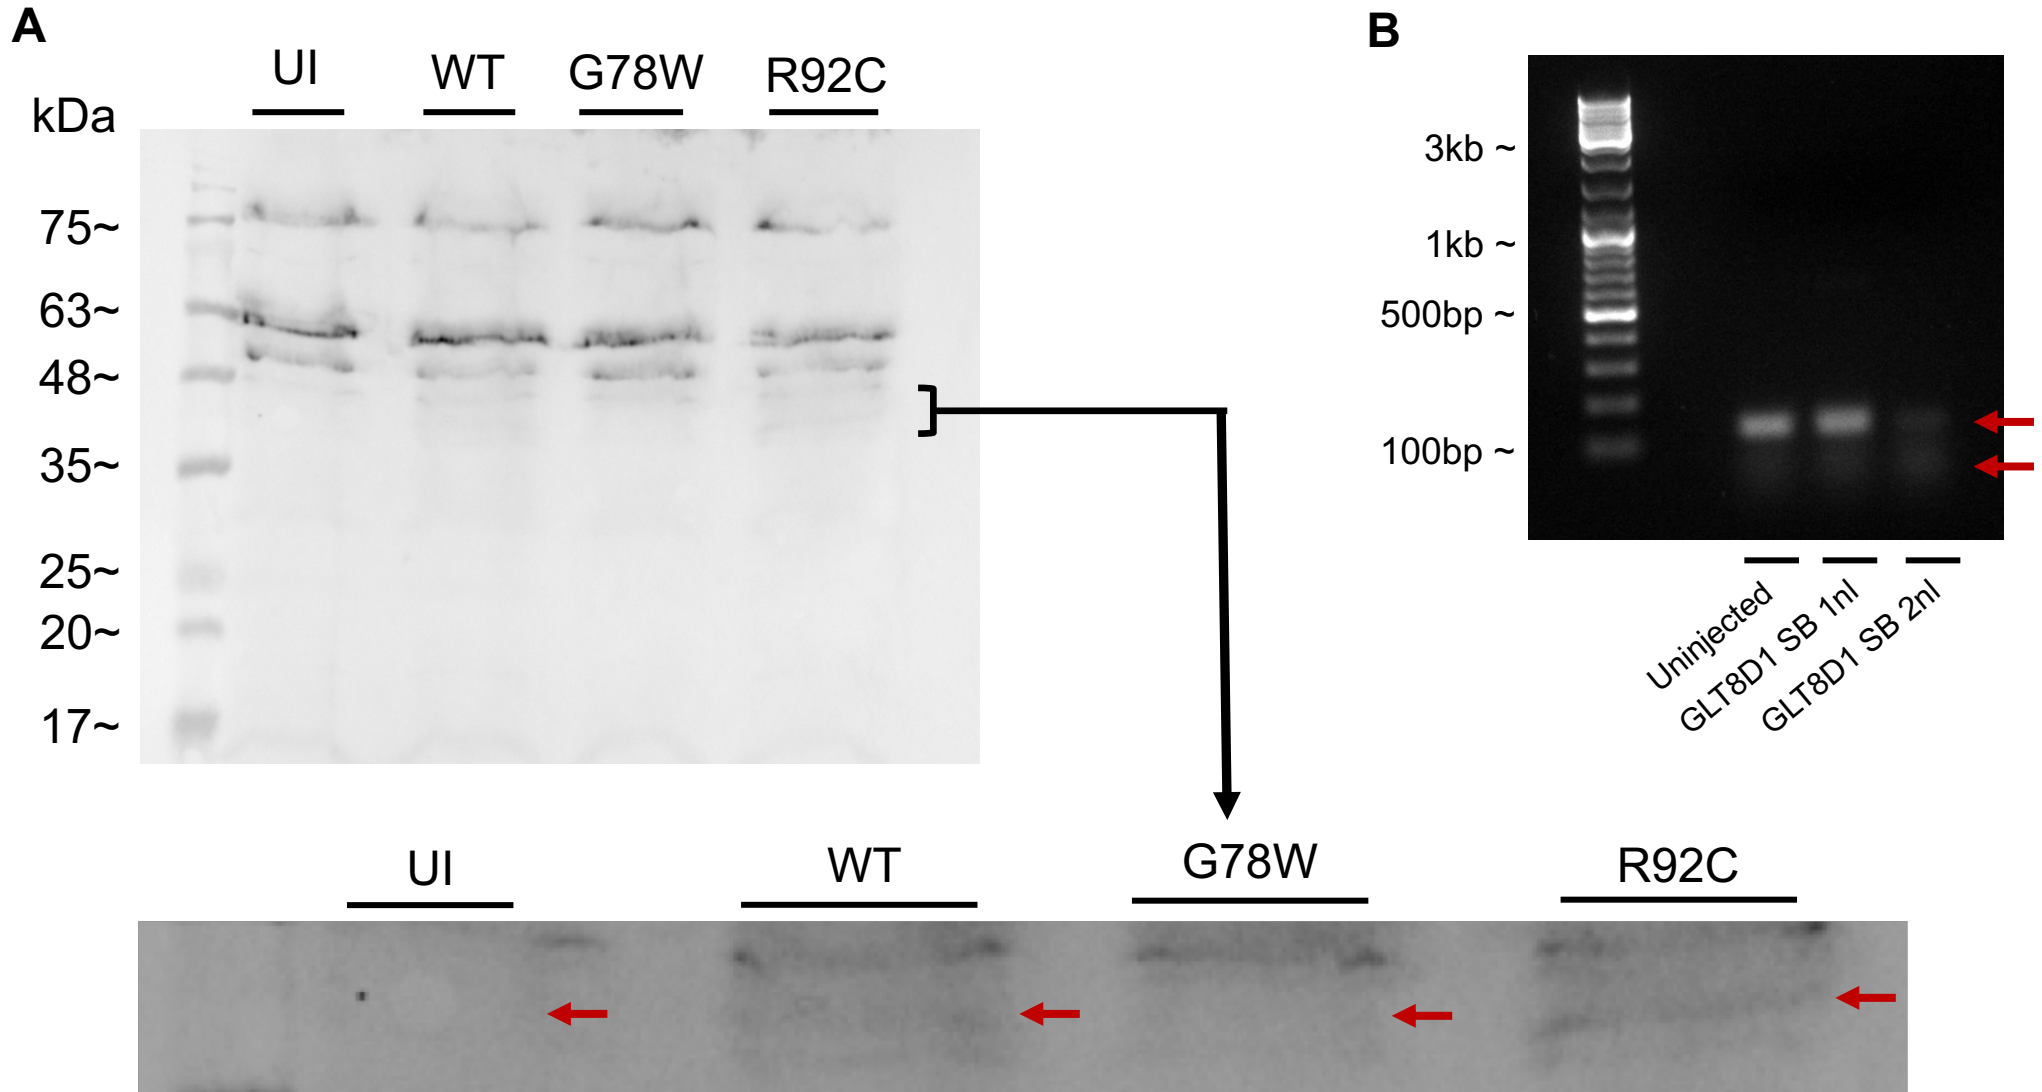 A
UI
WT
G78W
R92C
kDa
75~
63~
48~
35~
25~
20~
17~
B
3kb ~
1kb ~
500bp ~
100bp ~
Uninjected
GLT8D1 SB 1nl
GLT8D1 SB 2nl
UI
WT
G78W
R92C